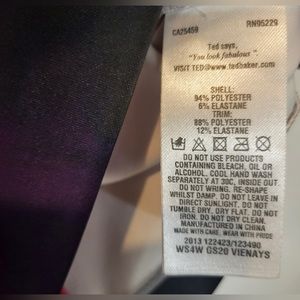 CA25459 RN95229
Ted says,
"You look fabulous"
VISIT TED@www.tedbaker.com
SHELL:
94% POLYESTER
6% ELASTANE
TRIM:
88% POLYESTER
12% ELASTANE
DO NOT USE PRODUCTS
CONTAINING BLEACH, OIL OR
ALCOHOL. COOL HAND WASH
SEPARATELY AT 30C, INSIDE OUT.
DO NOT WRING. RE-SHAPE
WHILST DAMP. DO NOT LEAVE IN
DIRECT SUNLIGHT. DO NOT
TUMBLE DRY. DRY FLAT. DO NOT
IRON. DO NOT DRY CLEAN.
MANUFACTURED IN CHINA
MADE WITH CARE, WEAR WITH PRIDE
2013 122423/123490
WS4W GS20 VIENAYS